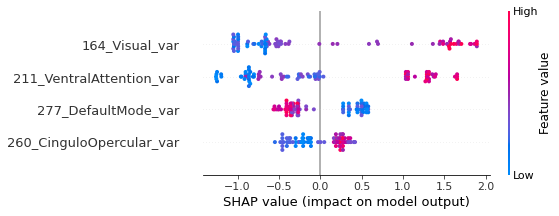 High
164_Visual_var
211_VentralAttention_var
277_DefaultMode_var
260_CinguloOpercular_var
Feature value
Low
−1.0 −0.5 0.0 0.5 1.0 1.5 2.0
SHAP value (impact on model output)